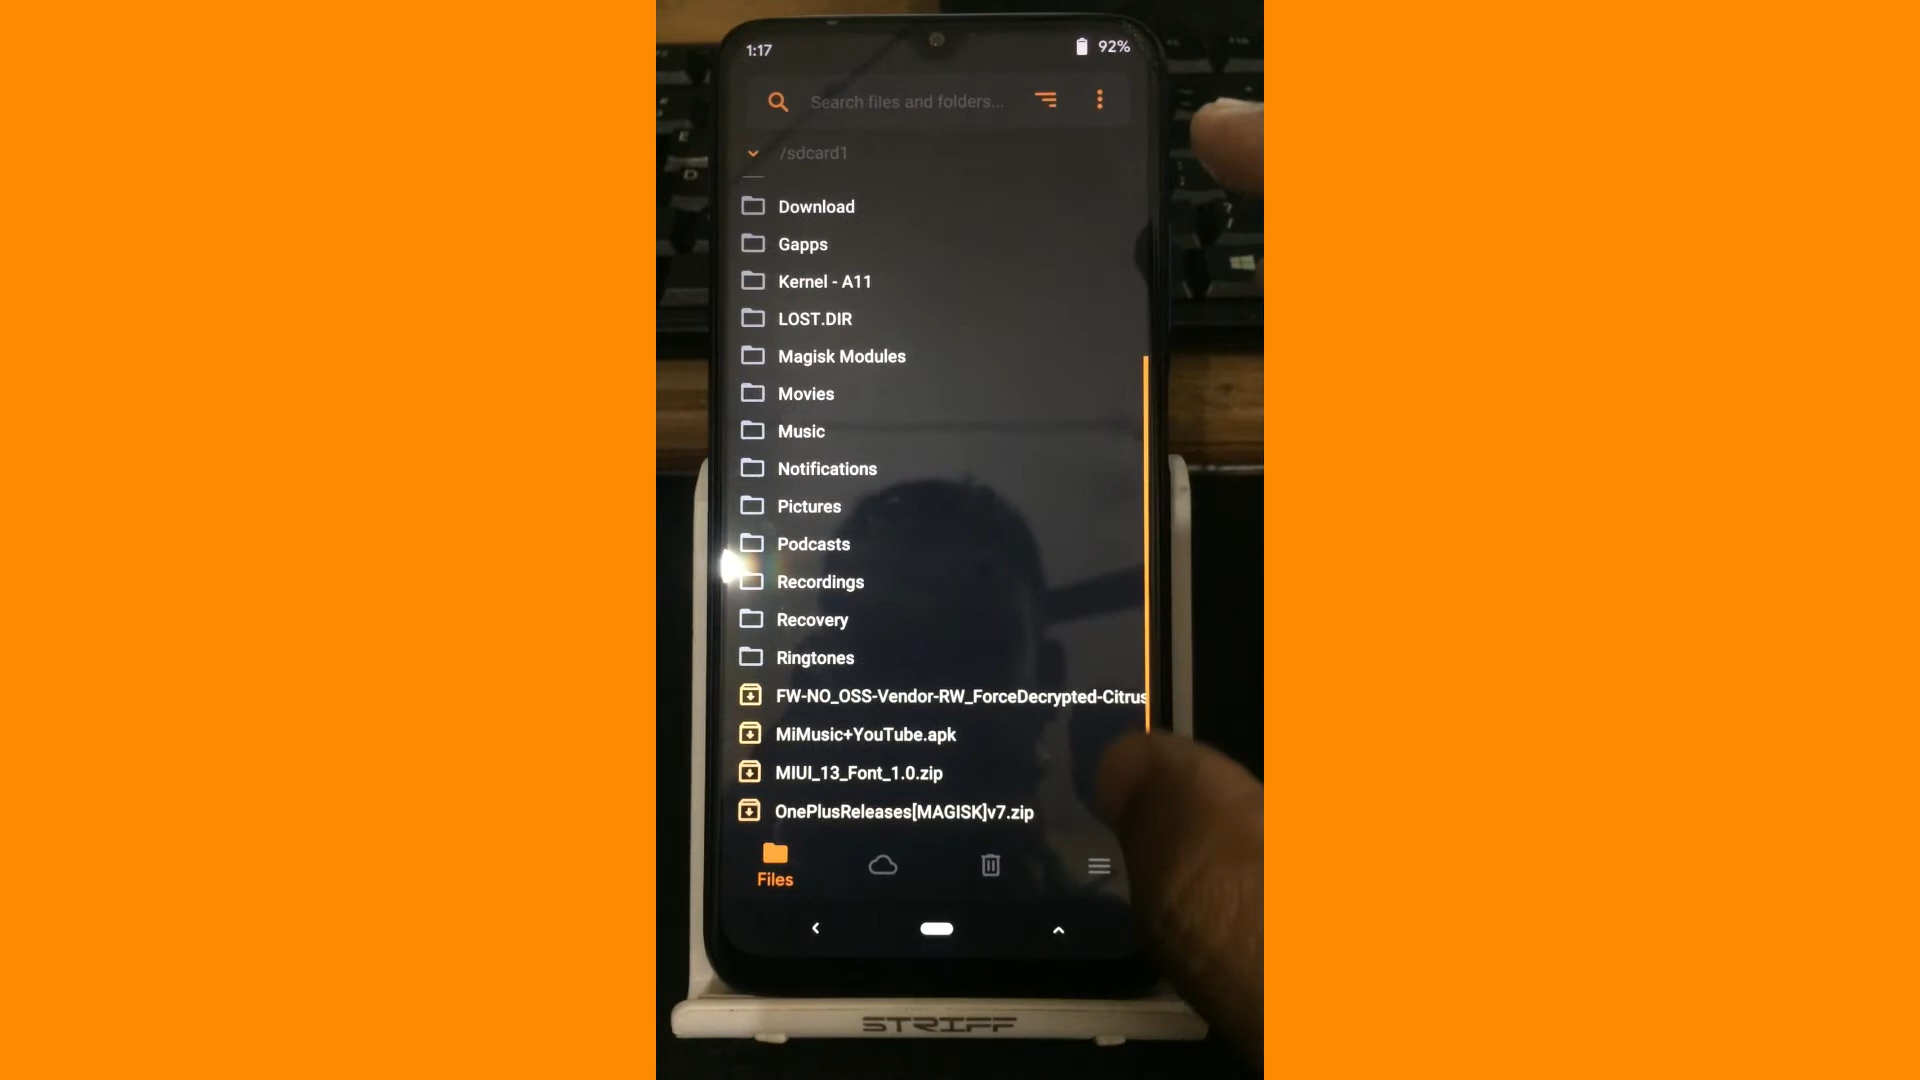 1:17
92%
Search files and folders...
/sdcard1
Download
Gapps
Kernel - A11
LOST.DIR
Magisk Modules
Movies
Music
Notifications
Pictures
Podcasts
Recordings
Recovery
Ringtones
FW-NO_OSS-Vendor-RW_ForceDecrypted-Citrus
MiMusic+YouTube.apk
MIUI_13_Font_1.0.zip
OnePlusReleases[MAGISK]v7.zip
Files
STRIFF
E
D